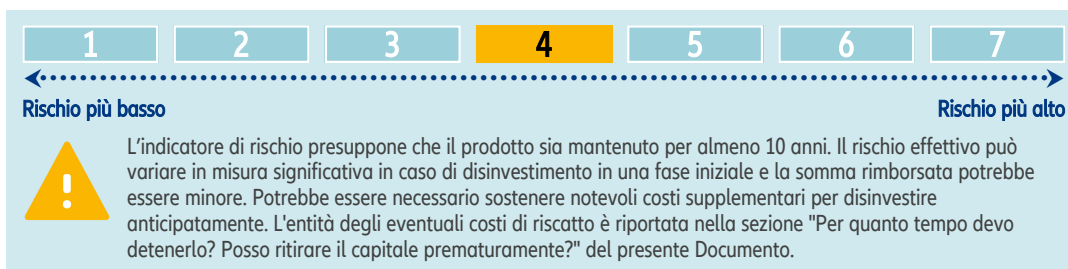 1 2 3 4 5 6 7
Rischio più basso Rischio più alto
L'indicatore di rischio presuppone che il prodotto sia mantenuto per almeno 10 anni. Il rischio effettivo può
variare in misura significativa in caso di disinvestimento in una fase iniziale e la somma rimborsata potrebbe
essere minore. Potrebbe essere necessario sostenere notevoli costi supplementari per disinvestire
anticipatamente. L'entità degli eventuali costi di riscatto è riportata nella sezione "Per quanto tempo devo
detenerlo? Posso ritirare il capitale prematuramente?" del presente Documento.